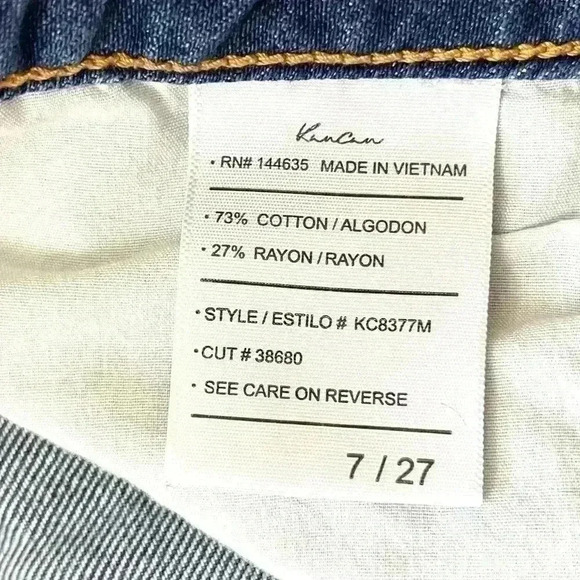 KanCan
• RN# 144635 MADE IN VIETNAM
• 73% COTTON / ALGODON
• 27% RAYON / RAYON
• STYLE / ESTILO # KC8377M
• CUT # 38680
• SEE CARE ON REVERSE
7 / 27